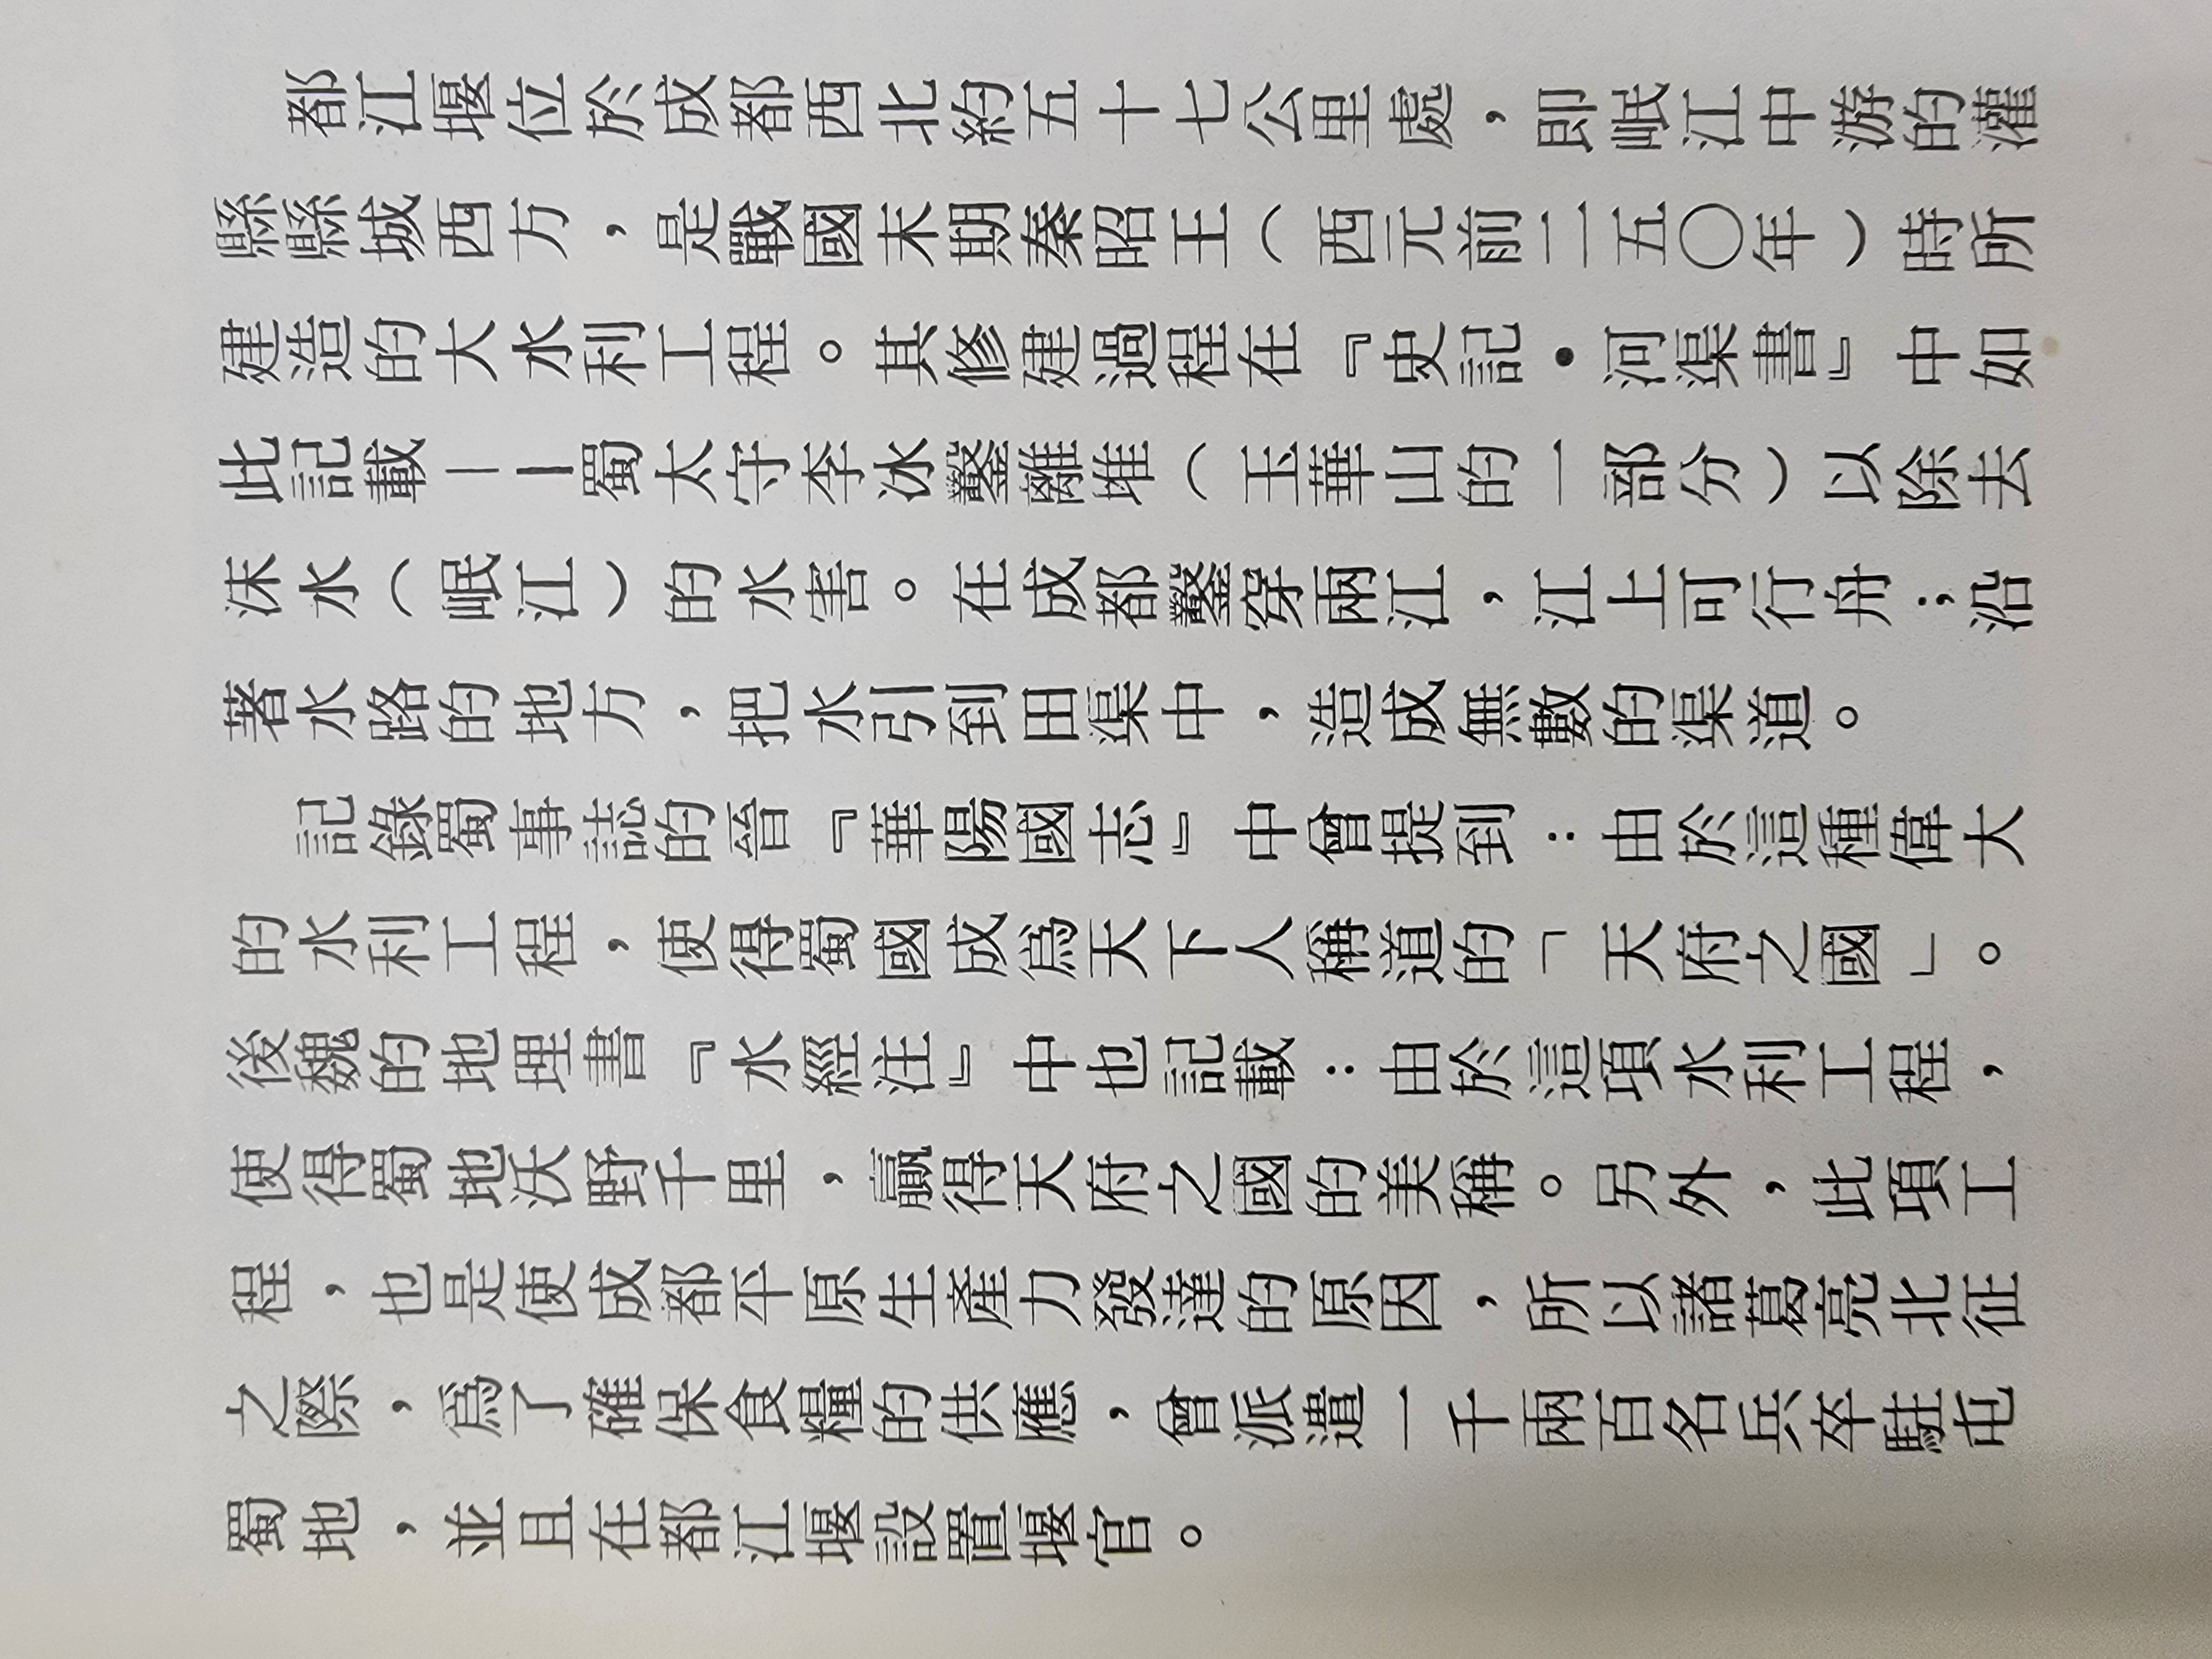 都江堰位於成都西北約五十七公里處，即岷江中游的灌
縣縣城西方，是戰國末期秦昭王（西元前二五〇年）時所
建造的大水利工程。其修建過程在『史記•河渠書』中如
此記載——蜀太守李冰鑿離堆（玉華山的一部分）以除去
沫水（岷江）的水害。在成都鑿穿兩江，江上可行舟；沿
著水路的地方，把水引到田渠中，造成無數的渠道。
記錄蜀事誌的晉『華陽國志』中曾提到：由於這種偉大
的水利工程，使得蜀國成爲天下人稱道的「天府之國」。
後魏的地理書『水經注』中也記載：由於這項水利工程，
使得蜀地沃野千里，贏得天府之國的美稱。另外，此項工
程，也是使成都平原生產力發達的原因，所以諸葛亮北征
之際，爲了確保食糧的供應，曾派遣一千兩百名兵卒駐屯
蜀地，並且在都江堰設置堰官。